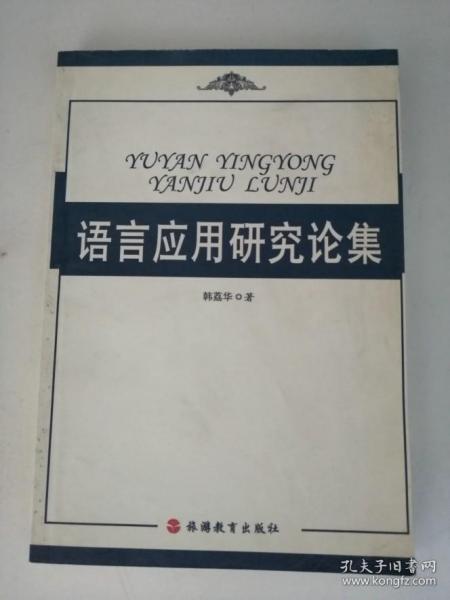 YUYAN YINGYONG
YANJIU LUNJI
语言应用研究论集
韩荔华○著
旅游教育出版社
孔夫子旧书网
www.kongfz.com